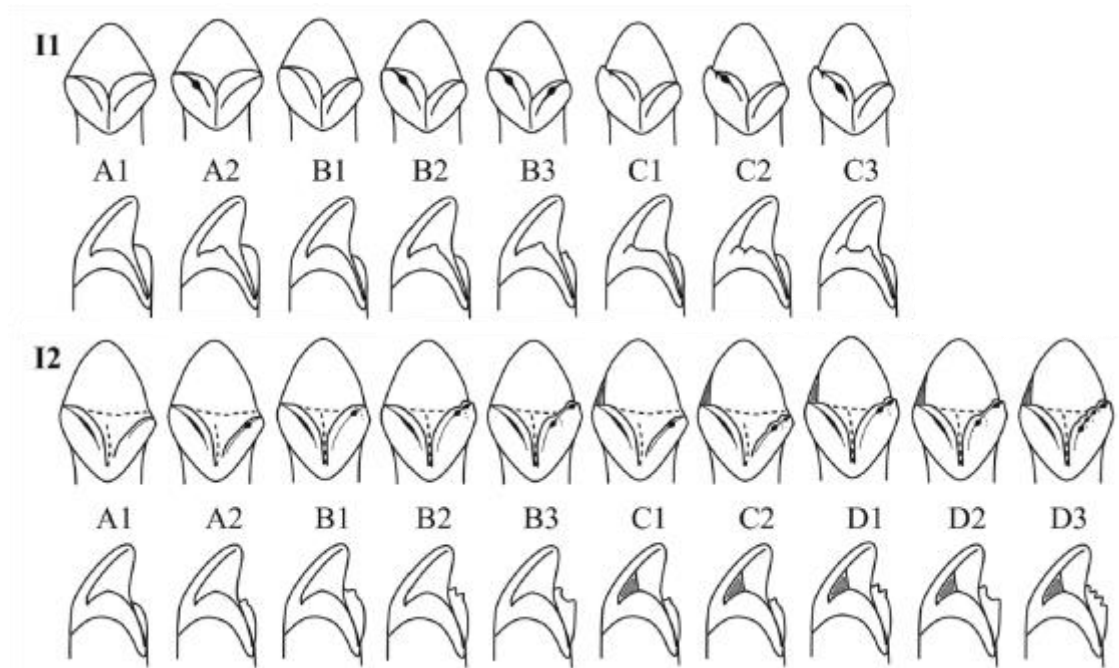 I1
A1 A2 B1 B2 B3 C1 C2 C3
I2
A1 A2 B1 B2 B3 C1 C2 D1 D2 D3